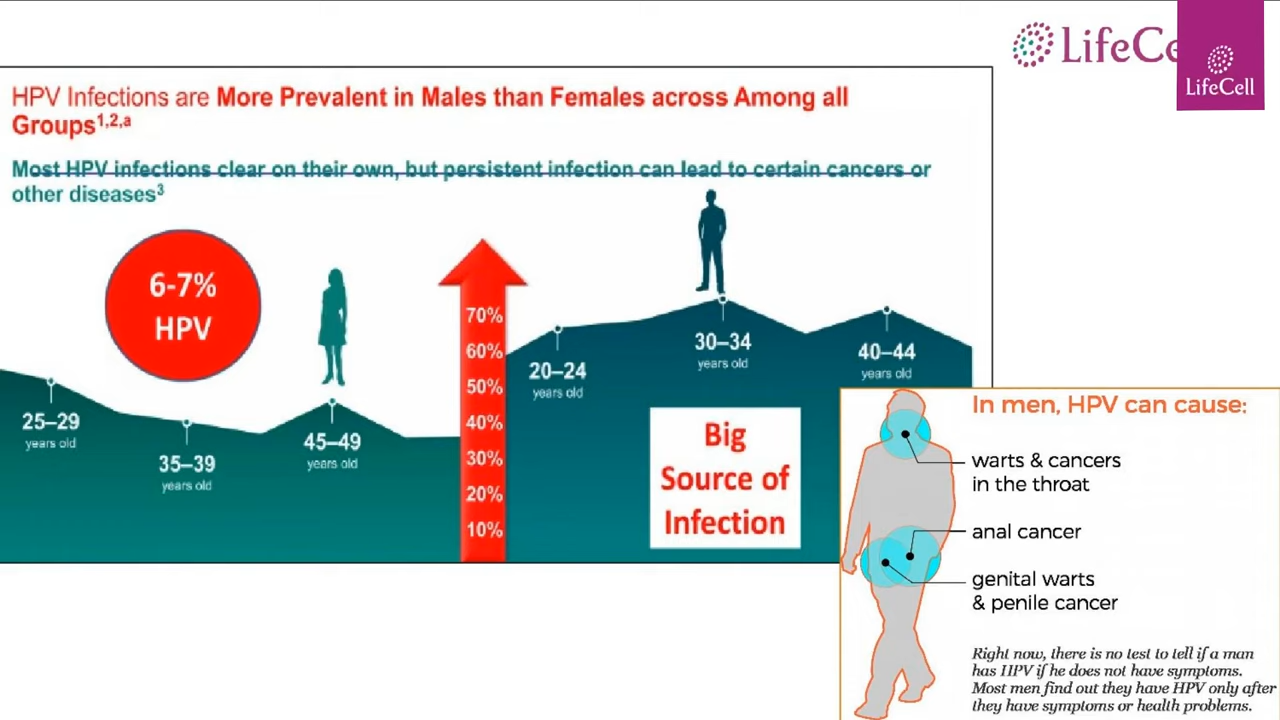 LifeCe
LifeCell
HPV Infections are More Prevalent in Males than Females across Among all
Groups1,2,a
Most HPV infections clear on their own, but persistent infection can lead to certain cancers or
other diseases3
6-7%
HPV
25–29
years old
35–39
years old
45–49
years old
70%
60%
50%
40%
30%
20%
10%
20–24
years old
30–34
years old
40–44
years old
Big
Source of
Infection
In men, HPV can cause:
warts & cancers
in the throat
anal cancer
genital warts
& penile cancer
Right now, there is no test to tell if a man
has HPV if he does not have symptoms.
Most men find out they have HPV only after
they have symptoms or health problems.